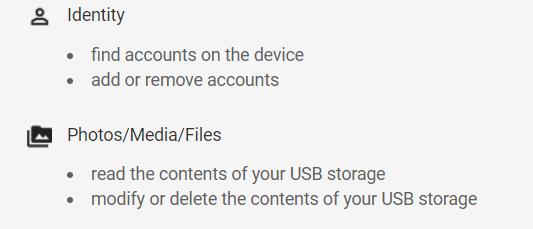 Identity
• find accounts on the device
• add or remove accounts
Photos/Media/Files
• read the contents of your USB storage
• modify or delete the contents of your USB storage